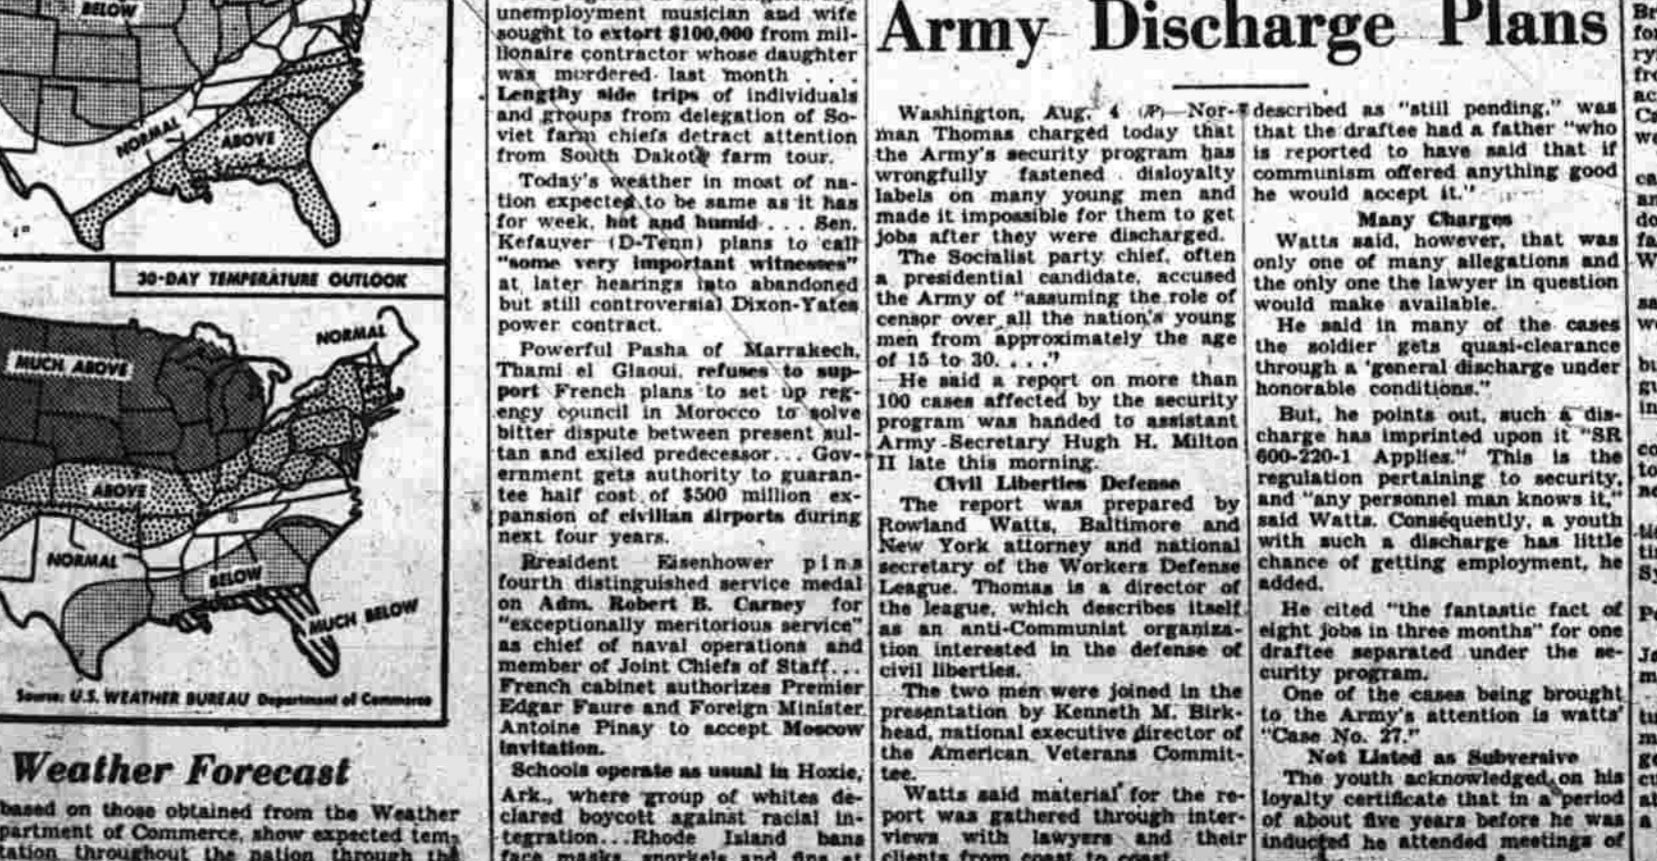 BELOW
NORMAL
ABOVE
30-DAY TEMPERATURE OUTLOOK
NORMAL
MUCH ABOVE
ABOVE
NORMAL
BELOW
MUCH BELOW
Source: U.S. WEATHER BUREAU Department of Commerce
Weather Forecast
based on those obtained from the Weather
partment of Commerce, show expected tem-
tation throughout the nation through the
unemployment musician and wife
sought to extort $100,000 from mil-
lionaire contractor whose daughter
was murdered last month . . .
Lengthy side trips of individuals
and groups from delegation of So-
viet farm chiefs detract attention
from South Dakota farm tour.
Today's weather in most of na-
tion expected to be same as it has
for week, hot and humid . . . Sen.
Kefauver (D-Tenn) plans to call
"some very important witnesses"
at later hearings into abandoned
but still controversial Dixon-Yates
power contract.
Powerful Pasha of Marrakech,
Thami el Glaoui, refuses to sup-
port French plans to set up reg-
ency council in Morocco to solve
bitter dispute between present sul-
tan and exiled predecessor... Gov-
ernment gets authority to guaran-
tee half cost of $500 million ex-
pansion of civilian airports during
next four years.
President Eisenhower pins
fourth distinguished service medal
on Adm. Robert B. Carney for
"exceptionally meritorious service"
as chief of naval operations and
member of Joint Chiefs of Staff...
French cabinet authorizes Premier
Edgar Faure and Foreign Minister
Antoine Pinay to accept Moscow
invitation.
Schools operate as usual in Hoxie,
Ark., where group of whites de-
clared boycott against racial in-
tegration...Rhode Island bans
face masks, snorkels and fins at
Army Discharge Plans
Washington, Aug. 4 (AP)—Nor-
man Thomas charged today that
the Army's security program has
wrongfully fastened disloyalty
labels on many young men and
made it impossible for them to get
jobs after they were discharged.
The Socialist party chief, often
a presidential candidate, accused
the Army of "assuming the role of
censor over all the nation's young
men from approximately the age
of 15 to 30. . . ."
He said a report on more than
100 cases affected by the security
program was handed to assistant
Army Secretary Hugh H. Milton
II late this morning.
Civil Liberties Defense
The report was prepared by
Rowland Watts, Baltimore and
New York attorney and national
secretary of the Workers Defense
League. Thomas is a director of
the league, which describes itself
as an anti-Communist organiza-
tion interested in the defense of
civil liberties.
The two men were joined in the
presentation by Kenneth M. Birk-
head, national executive director of
the American Veterans Commit-
tee.
Watts said material for the re-
port was gathered through inter-
views with lawyers and their
clients from coast to coast.
described as "still pending," was
that the draftee had a father "who
is reported to have said that if
communism offered anything good
he would accept it."
Many Charges
Watts said, however, that was
only one of many allegations and
the only one the lawyer in question
would make available.
He said in many of the cases
the soldier gets quasi-clearance
through a 'general discharge under
honorable conditions."
But, he points out, such a dis-
charge has imprinted upon it "SR
600-220-1 Applies." This is the
regulation pertaining to security,
and "any personnel man knows it,"
said Watts. Consequently, a youth
with such a discharge has little
chance of getting employment, he
added.
He cited "the fantastic fact of
eight jobs in three months" for one
draftee separated under the se-
curity program.
One of the cases being brought
to the Army's attention is watts'
"Case No. 27."
Not Listed as Subversive
The youth acknowledged on his
loyalty certificate that in a period
of about five years before he was
inducted he attended meetings of